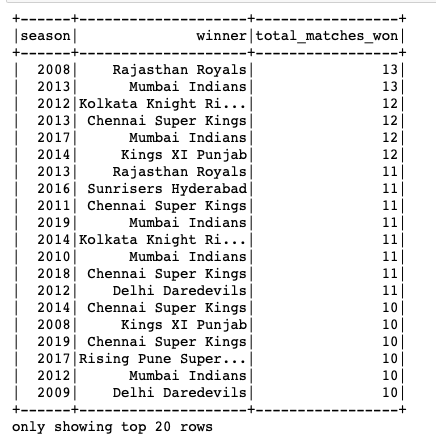 +------+--------------------+-----------------+
|season|              winner|total_matches_won|
+------+--------------------+-----------------+
|  2008|    Rajasthan Royals|               13|
|  2013|      Mumbai Indians|               13|
|  2012|Kolkata Knight Ri...|               12|
|  2013| Chennai Super Kings|               12|
|  2017|      Mumbai Indians|               12|
|  2014|     Kings XI Punjab|               12|
|  2013|    Rajasthan Royals|               11|
|  2016| Sunrisers Hyderabad|               11|
|  2011| Chennai Super Kings|               11|
|  2019|      Mumbai Indians|               11|
|  2014|Kolkata Knight Ri...|               11|
|  2010|      Mumbai Indians|               11|
|  2018| Chennai Super Kings|               11|
|  2012|    Delhi Daredevils|               11|
|  2014| Chennai Super Kings|               10|
|  2008|     Kings XI Punjab|               10|
|  2019| Chennai Super Kings|               10|
|  2017|Rising Pune Super...|               10|
|  2012|      Mumbai Indians|               10|
|  2009|    Delhi Daredevils|               10|
+------+--------------------+-----------------+
only showing top 20 rows